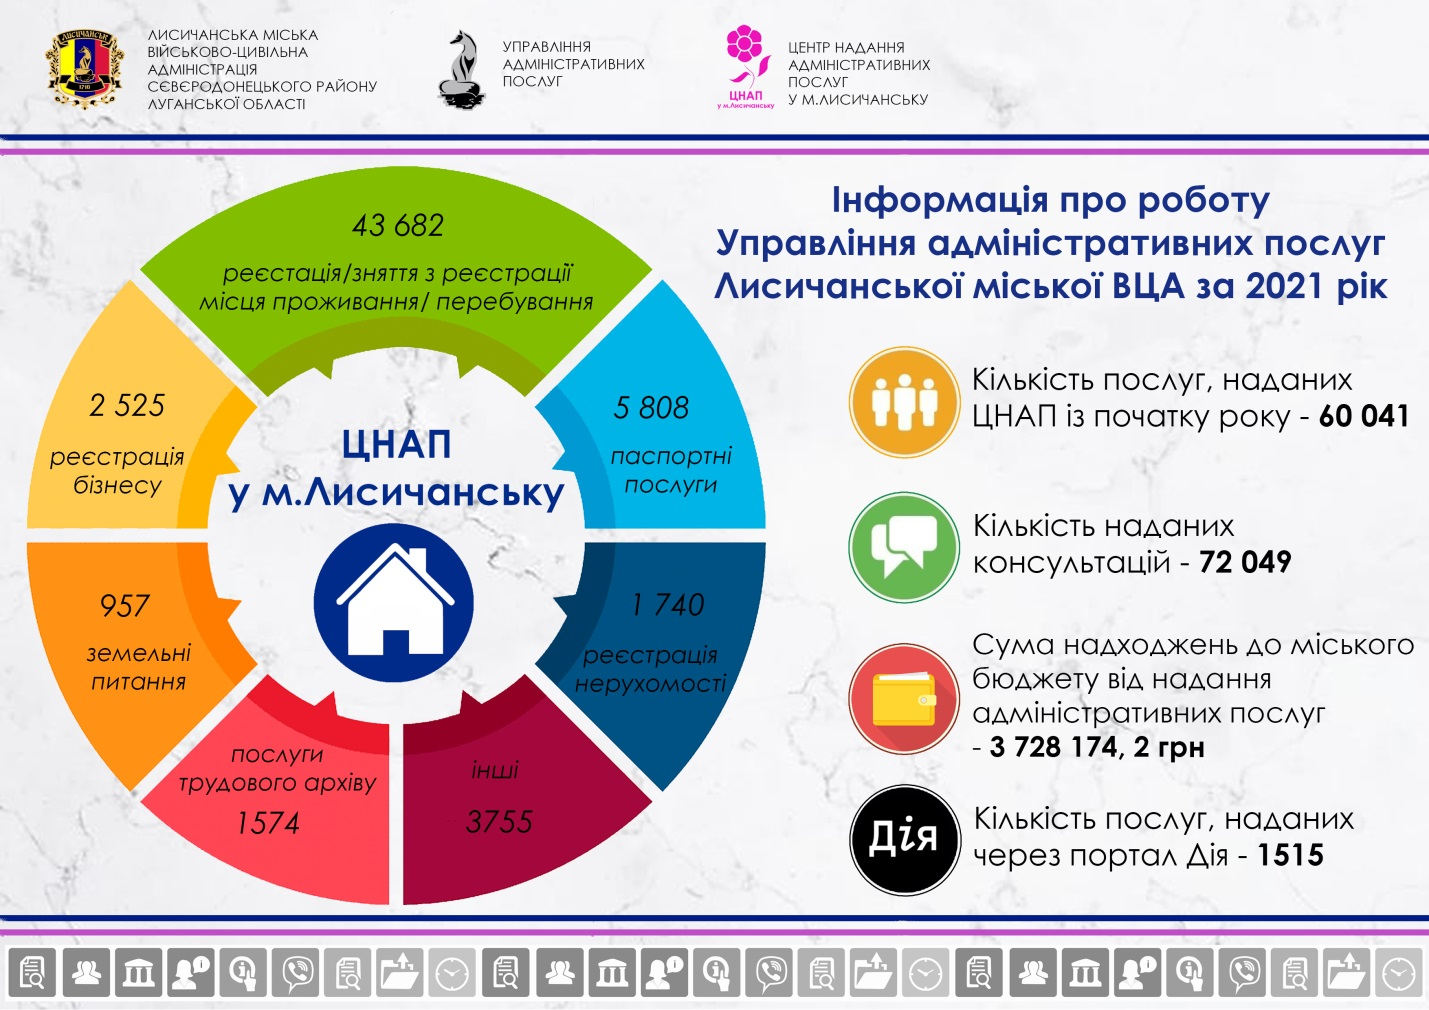 ЛИСИЧАНСЬКА МІСЬКА
ВІЙСЬКОВО-ЦИВІЛЬНА
АДМІНІСТРАЦІЯ
СЄВЄРОДОНЕЦЬКОГО РАЙОНУ
ЛУГАНСЬКОЇ ОБЛАСТІ
ЛИСИЧАНСЬК
1710
УПРАВЛІННЯ
АДМІНІСТРАТИВНИХ
ПОСЛУГ
ЦНАП
у м.Лисичанську
ЦЕНТР НАДАННЯ
АДМІНІСТРАТИВНИХ
ПОСЛУГ
У М.ЛИСИЧАНСЬКУ
Інформація про роботу
Управління адміністративних послуг
Лисичанської міської ВЦА за 2021 рік
43 682
реєстація/зняття з реєстрації
місця проживання/ перебування
2 525
реєстрація
бізнесу
5 808
паспортні
послуги
ЦНАП
у м.Лисичанську
957
земельні
питання
1 740
реєстрація
нерухомості
послуги
трудового архіву
1574
інші
3755
Кількість послуг, наданих
ЦНАП із початку року - 60 041
Кількість наданих
консультацій - 72 049
Сума надходжень до міського
бюджету від надання
адміністративних послуг
- 3 728 174, 2 грн
Дія
Кількість послуг, наданих
через портал Дія - 1515